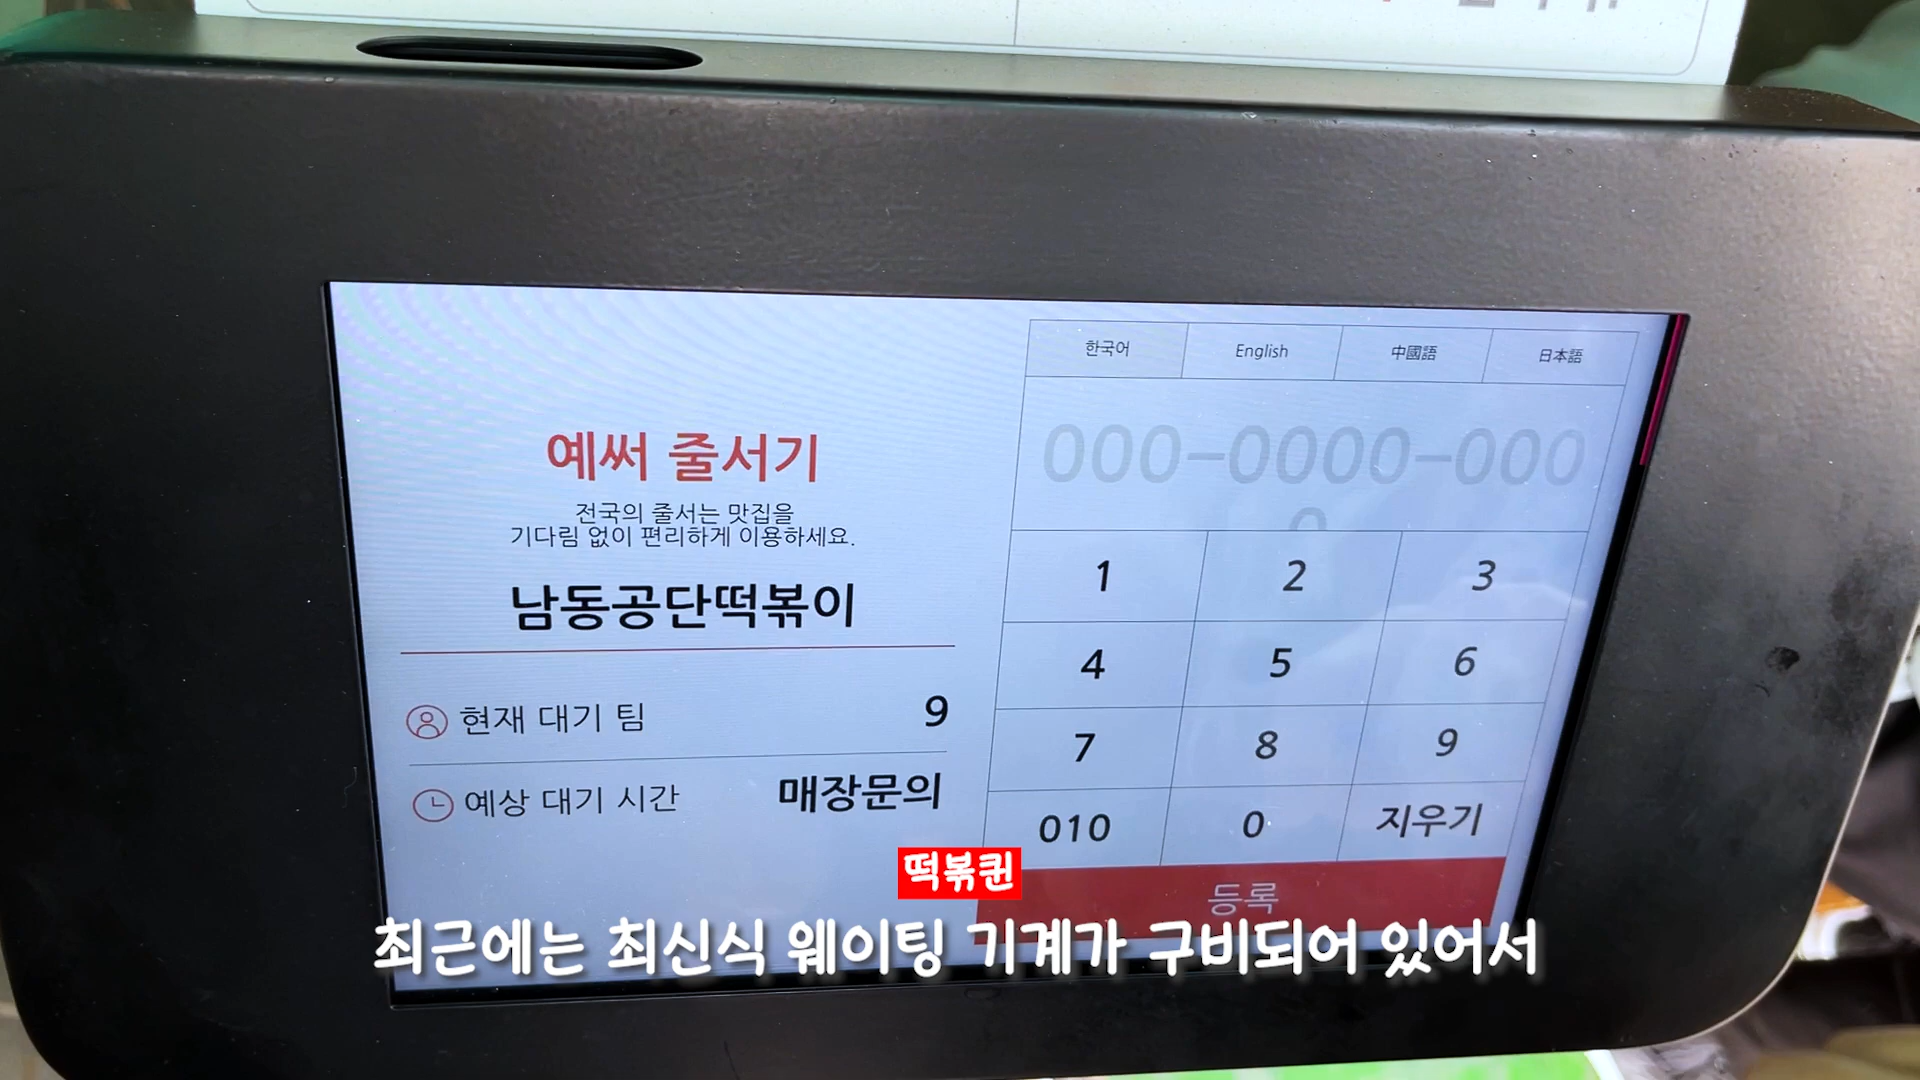 한국어 English 中國語 日本語
000-0000-000
0
예써 줄서기
전국의 줄서는 맛집을
기다림 없이 편리하게 이용하세요.
남동공단떡볶이
현재 대기 팀 9
예상 대기 시간 매장문의
1 2 3
4 5 6
7 8 9
010 0 지우기
등록
떡볶퀸
최근에는 최신식 웨이팅 기계가 구비되어 있어서